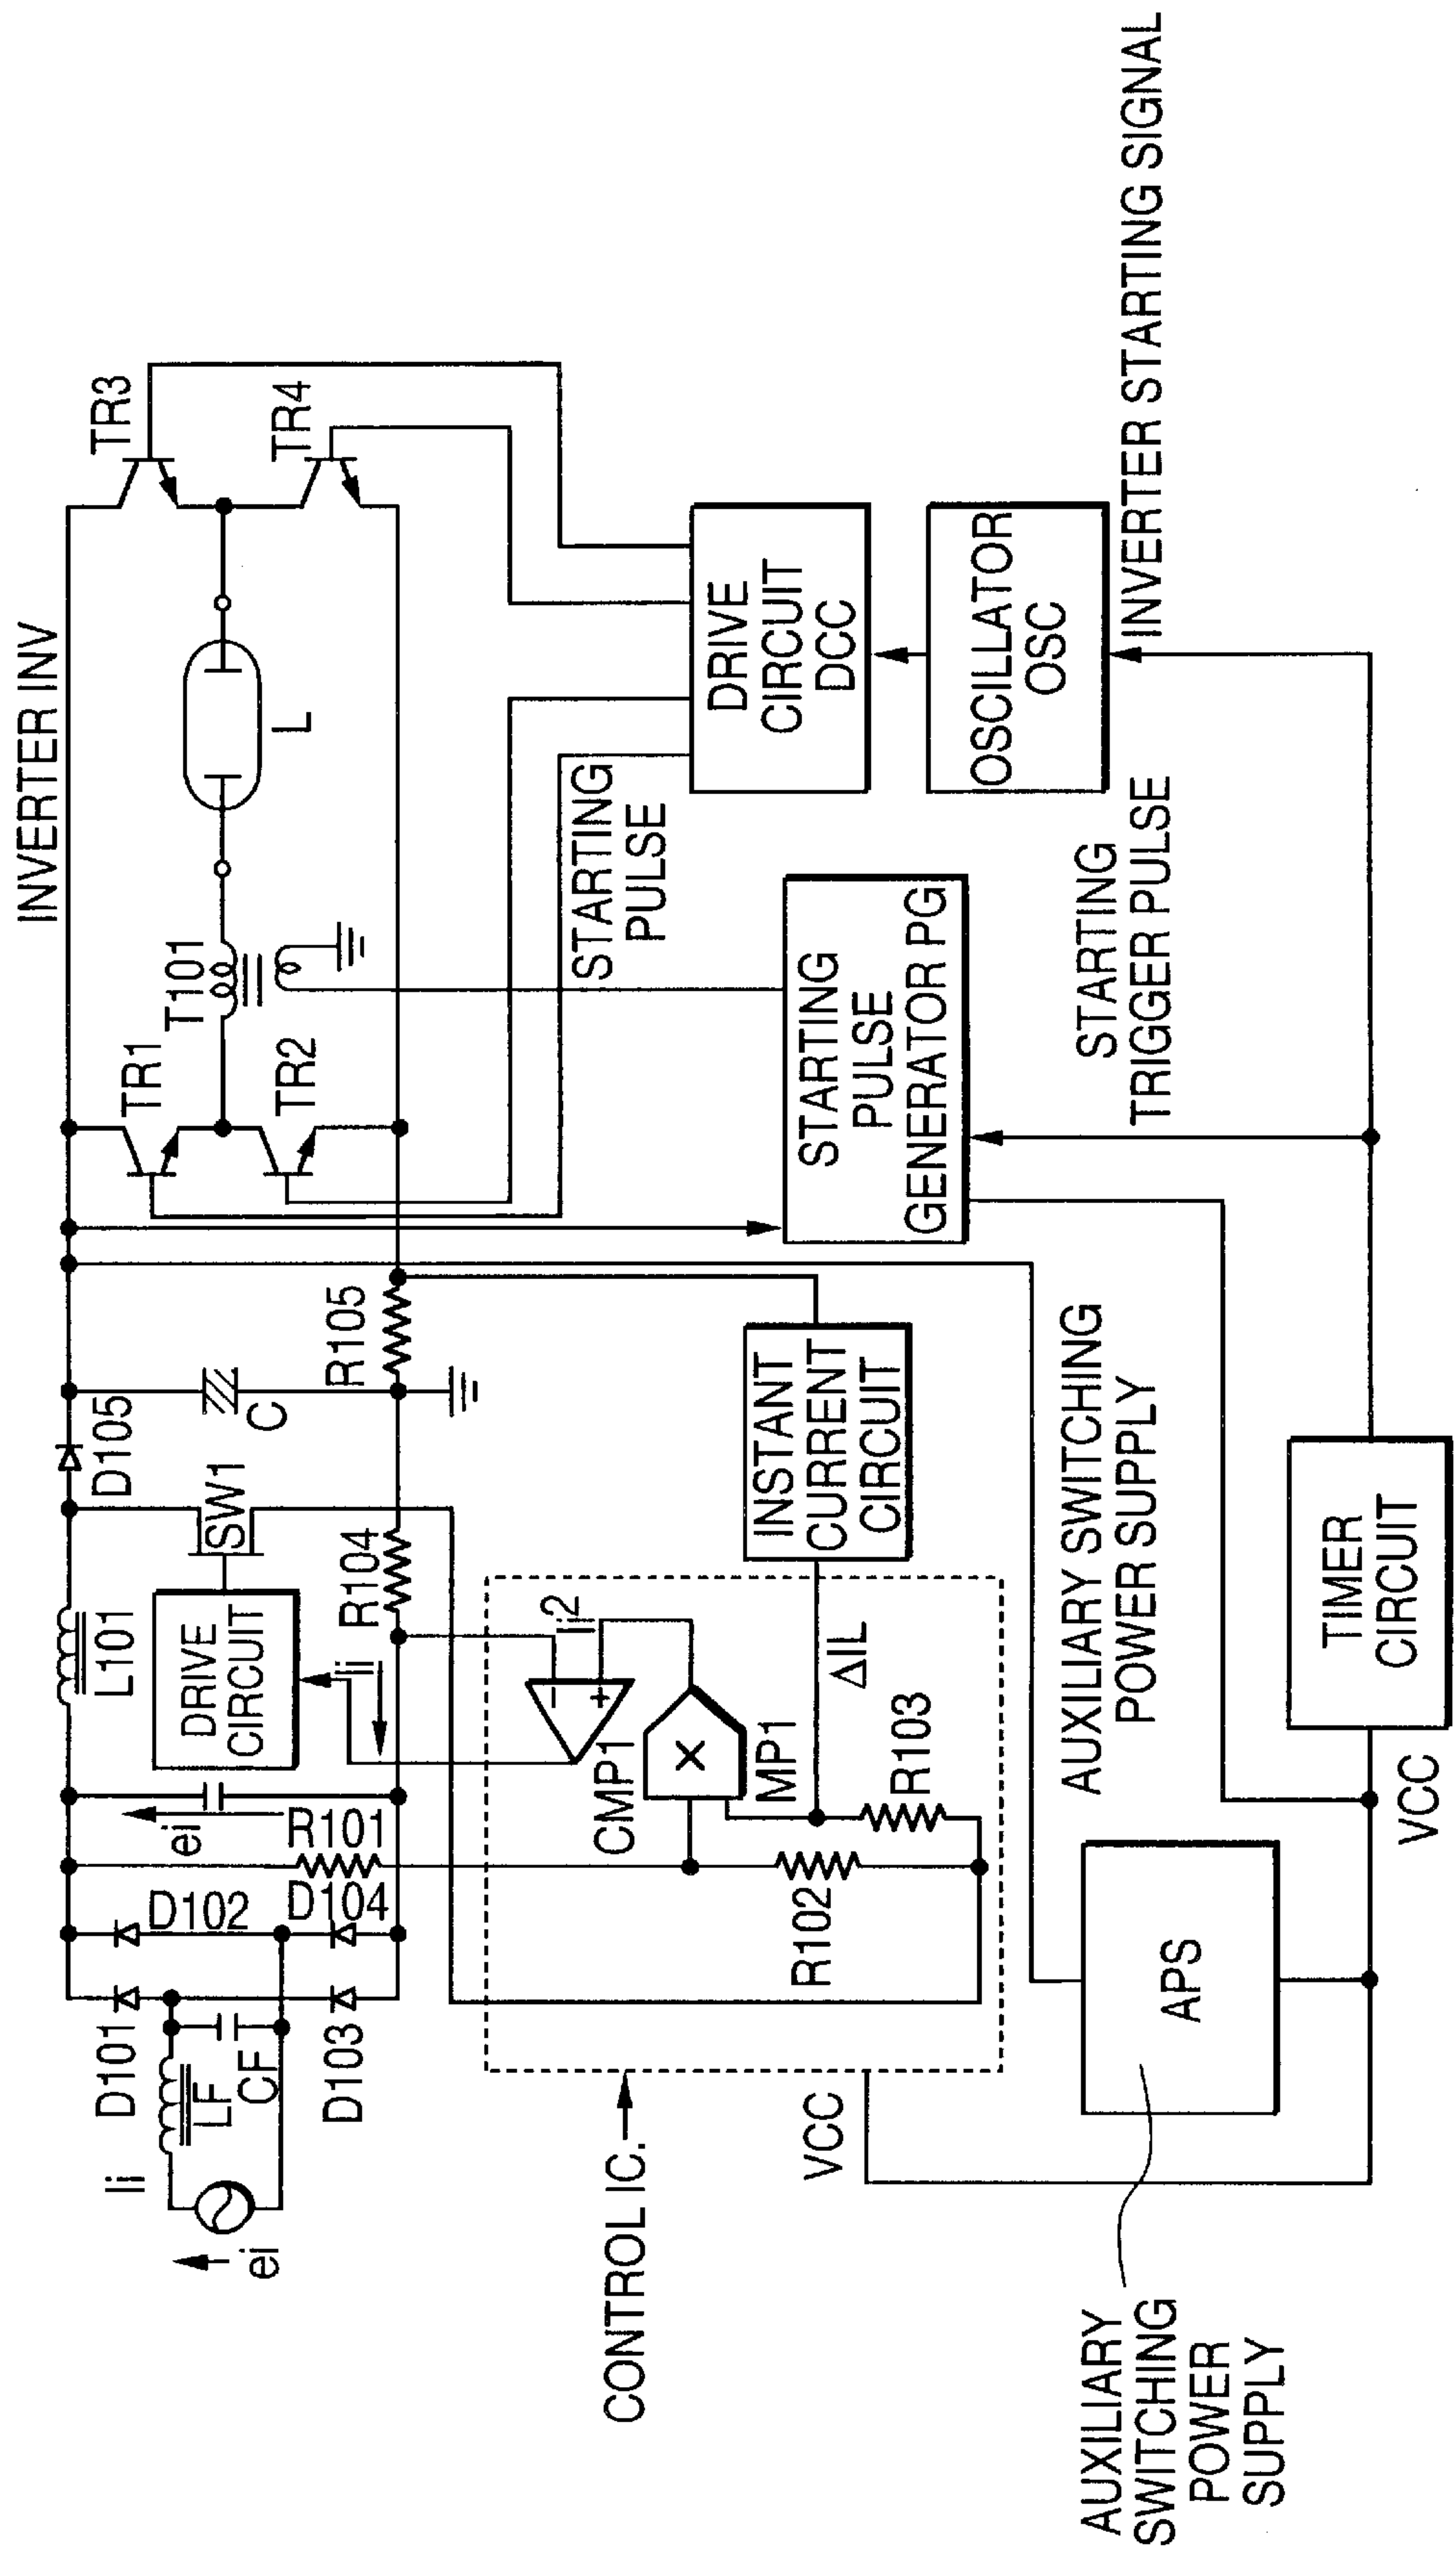 INVERTER INV
TR3
TR4
L
T101
TR1
TR2
D105
C
R105
SW1
L101
DRIVE
CIRCUIT
R104
ii
ei
R101
D102
D104
D101
D103
LF
CF
Ii
ei
DRIVE
CIRCUIT
DCC
OSCILLATOR
OSC
INVERTER STARTING SIGNAL
STARTING
PULSE
STARTING
PULSE
GENERATOR PG
STARTING
TRIGGER PULSE
INSTANT
CURRENT
CIRCUIT
ii2
−
+
CMP1
×
MP1
ΔIL
R103
R102
CONTROL IC.
VCC
AUXILIARY SWITCHING
POWER SUPPLY
TIMER
CIRCUIT
VCC
APS
AUXILIARY
SWITCHING
POWER
SUPPLY